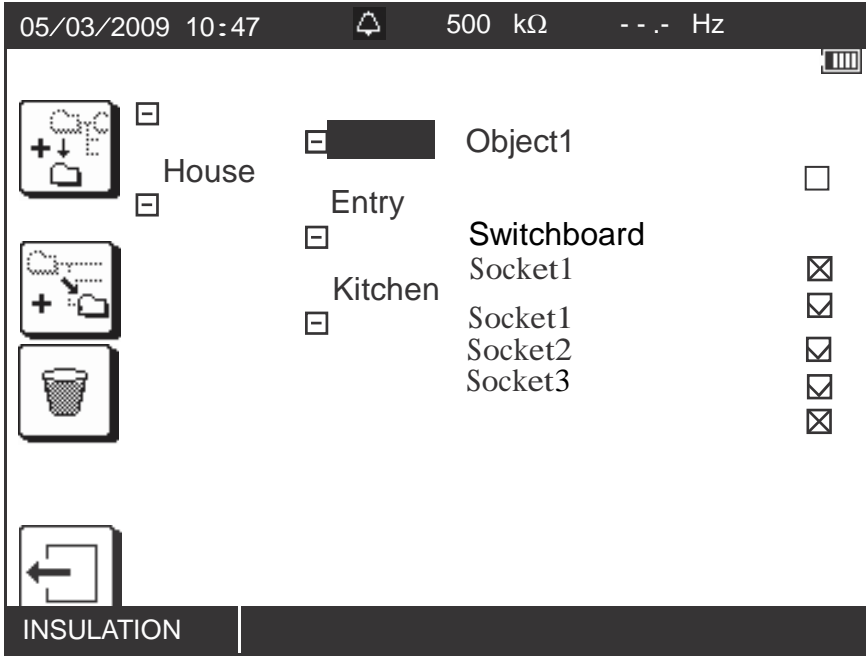 05/03/2009 10:47 500 kΩ - - .- Hz
Object1
House
Entry
Switchboard
Socket1
Kitchen
Socket1
Socket2
Socket3
INSULATION